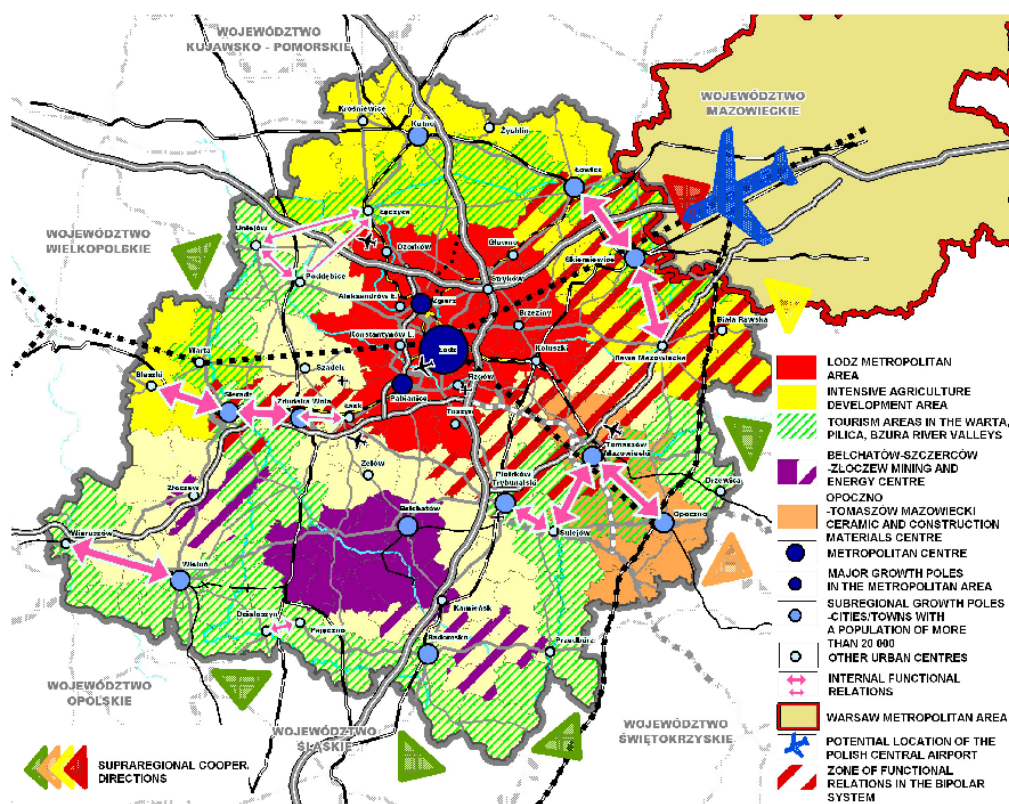 WOJEWÓDZTWO
KUJAWSKO - POMORSKIE
WOJEWÓDZTWO
MAZOWIECKIE
WOJEWÓDZTWO
WIELKOPOLSKIE
WOJEWÓDZTWO
OPOLSKIE
WOJEWÓDZTWO
ŚLĄSKIE
WOJEWÓDZTWO
ŚWIĘTOKRZYSKIE
Krośniewice
Kutno
Żychlin
Łowicz
Łęczyca
Uniejów
Ozorków
Głowno
Skierniewice
Poddębice
Stryków
Aleksandrów Ł.
Zgierz
Brzeziny
Biała Rawska
Konstantynów Ł.
Łódź
Koluszki
Rawa Mazowiecka
Warta
Szadek
Rzgów
Błaszki
Pabianice
Sieradz
Zduńska Wola
Łask
Tuszyn
Tomaszów
Mazowiecki
Zelów
Piotrków
Trybunalski
Drzewica
Złoczew
Bełchatów
Sulejów
Opoczno
Wieruszów
Wieluń
Kamieńsk
Działoszyn
Pajęczno
Radomsko
Przedbórz
LODZ METROPOLITAN
AREA
INTENSIVE AGRICULTURE
DEVELOPMENT AREA
TOURISM AREAS IN THE WARTA,
PILICA, BZURA RIVER VALLEYS
BELCHATÓW-SZCZERCÓW
-ZLOCZEW MINING AND
ENERGY CENTRE
OPOCZNO
-TOMASZÓW MAZOWIECKI
CERAMIC AND CONSTRUCTION
MATERIALS CENTRE
METROPOLITAN CENTRE
MAJOR GROWTH POLES
IN THE METROPOLITAN AREA
SUBREGIONAL GROWTH POLES
-CITIES/TOWNS WITH
A POPULATION OF MORE
THAN 20 000
OTHER URBAN CENTRES
INTERNAL FUNCTIONAL
RELATIONS
WARSAW METROPOLITAN AREA
POTENTIAL LOCATION OF THE
POLISH CENTRAL AIRPORT
ZONE OF FUNCTIONAL
RELATIONS IN THE BIPOLAR
SYSTEM
SUPRAREGIONAL COOPER.
DIRECTIONS